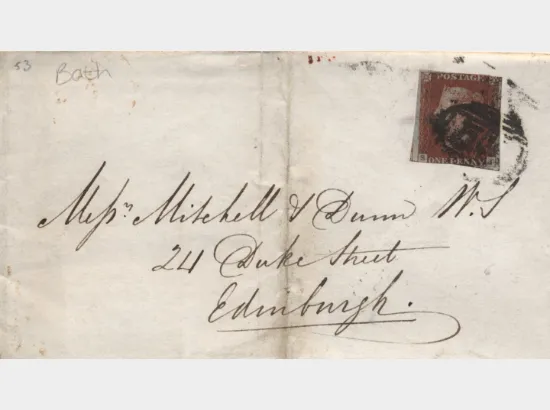 53
Bath
POSTAGE
ONE PENNY
Messrs Mitchell & Dunn W.S
24 Duke Street
Edinburgh.